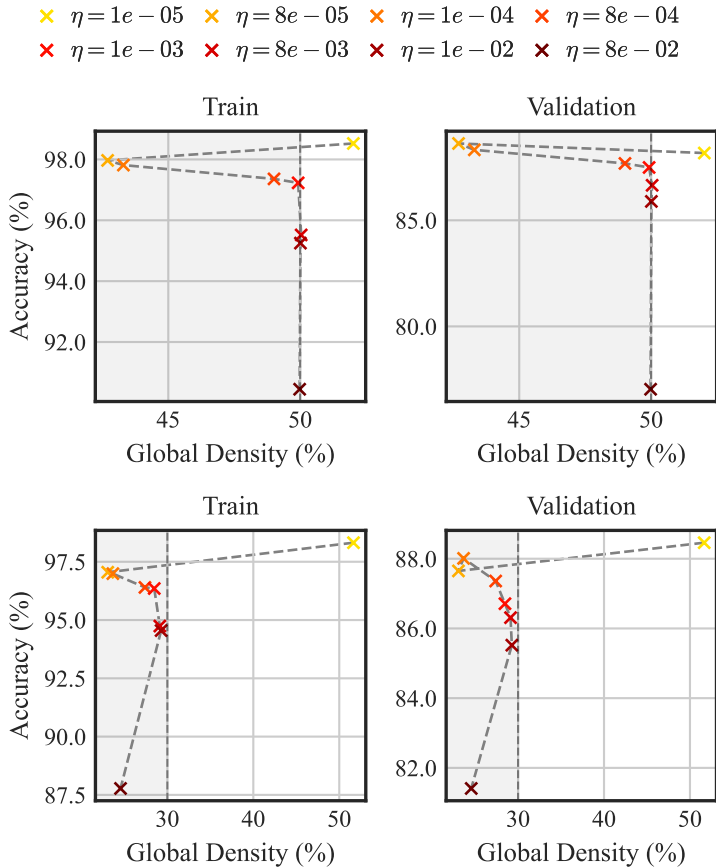 η = 1e − 05 η = 8e − 05 η = 1e − 04 η = 8e − 04
η = 1e − 03 η = 8e − 03 η = 1e − 02 η = 8e − 02
Train Validation
98.0
96.0
94.0
92.0
Accuracy (%)
45 50
Global Density (%)
85.0
80.0
45 50
Global Density (%)
Train Validation
97.5
95.0
92.5
90.0
87.5
Accuracy (%)
30 40 50
Global Density (%)
88.0
86.0
84.0
82.0
30 40 50
Global Density (%)